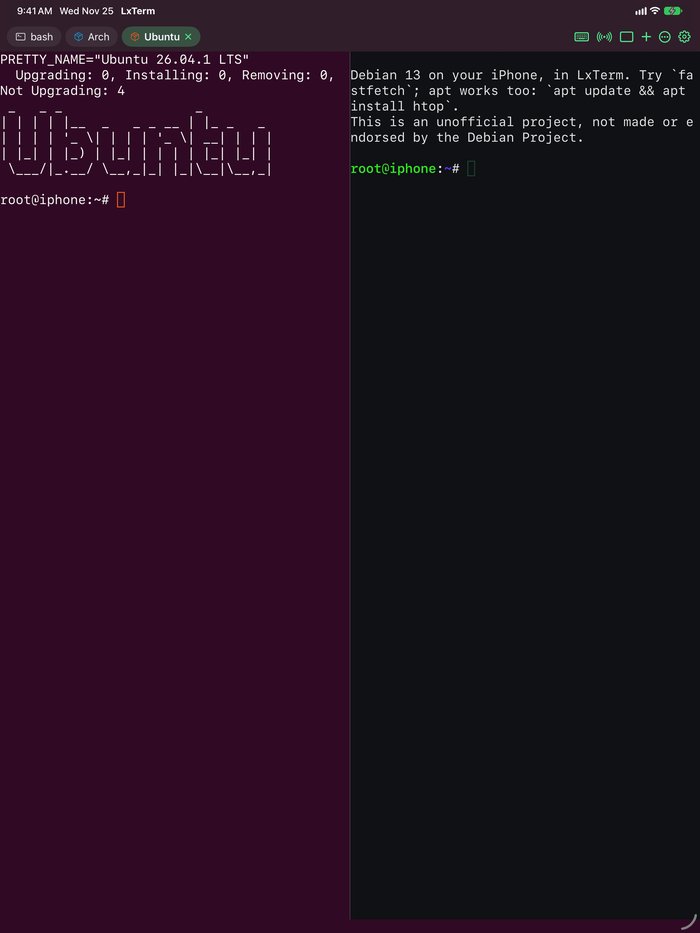 9:41 AM Wed Nov 25 LxTerm
bash
Arch
Ubuntu
PRETTY_NAME="Ubuntu 26.04.1 LTS"
Upgrading: 0, Installing: 0, Removing: 0,
Not Upgrading: 4
Ubuntu
root@iphone:~#
Debian 13 on your iPhone, in LxTerm. Try `fa
stfetch`; apt works too: `apt update && apt
install htop`.
This is an unofficial project, not made or e
ndorsed by the Debian Project.
root@iphone:~#